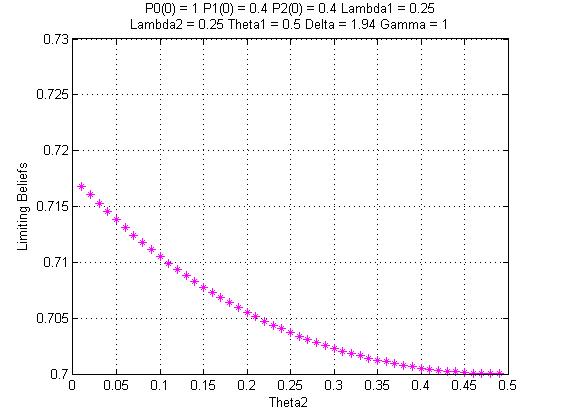 P0(0) = 1 P1(0) = 0.4 P2(0) = 0.4 Lambda1 = 0.25
Lambda2 = 0.25 Theta1 = 0.5 Delta = 1.94 Gamma = 1
0.73
0.725
0.72
0.715
0.71
0.705
0.7
Limiting Beliefs
0 0.05 0.1 0.15 0.2 0.25 0.3 0.35 0.4 0.45 0.5
Theta2